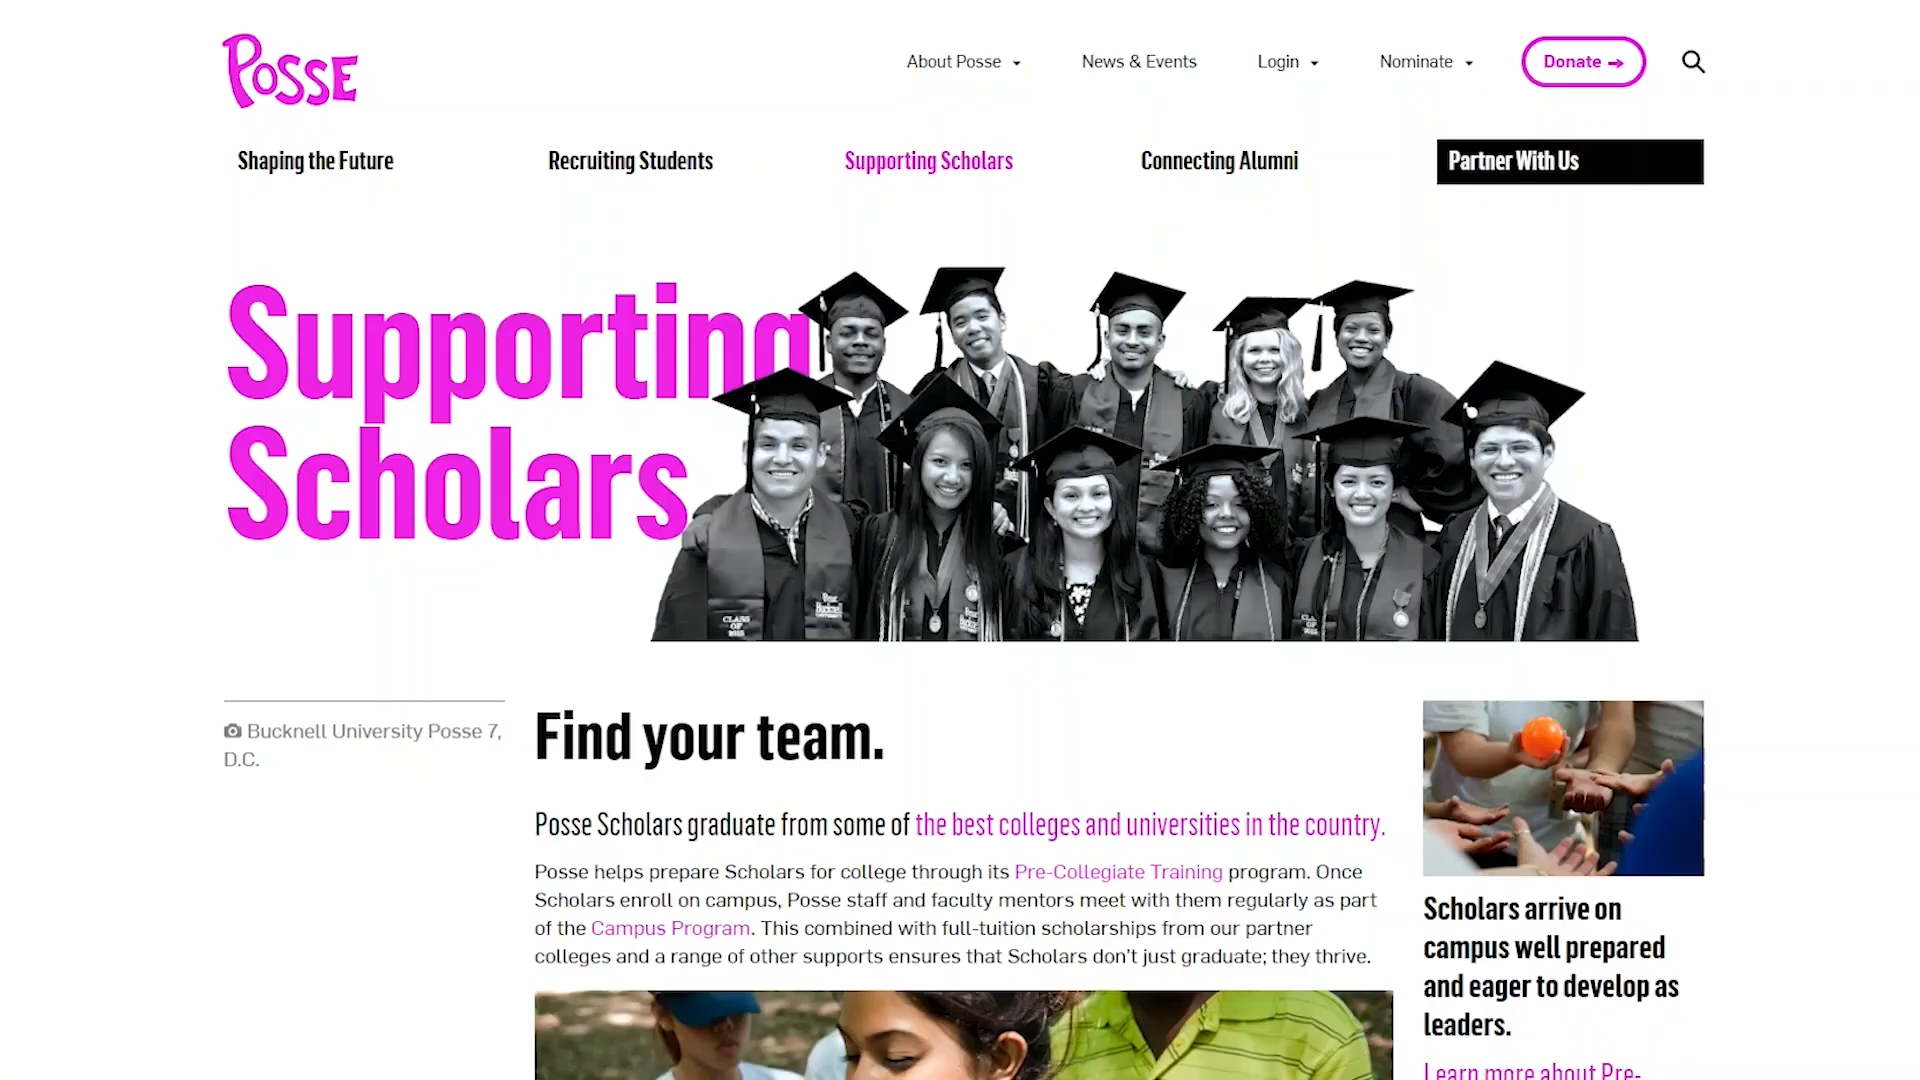 POSSE
About Posse
News & Events
Login
Nominate
Donate
Shaping the Future
Recruiting Students
Supporting Scholars
Connecting Alumni
Partner With Us
Supporting
Scholars
CLASS
OF
Bucknell
CLASS
OF
Bucknell University Posse 7,
D.C.
Find your team.
Posse Scholars graduate from some of the best colleges and universities in the country.
Posse helps prepare Scholars for college through its Pre-Collegiate Training program. Once
Scholars enroll on campus, Posse staff and faculty mentors meet with them regularly as part
of the Campus Program. This combined with full-tuition scholarships from our partner
colleges and a range of other supports ensures that Scholars don't just graduate; they thrive.
Scholars arrive on
campus well prepared
and eager to develop as
leaders.
Learn more about Pre-